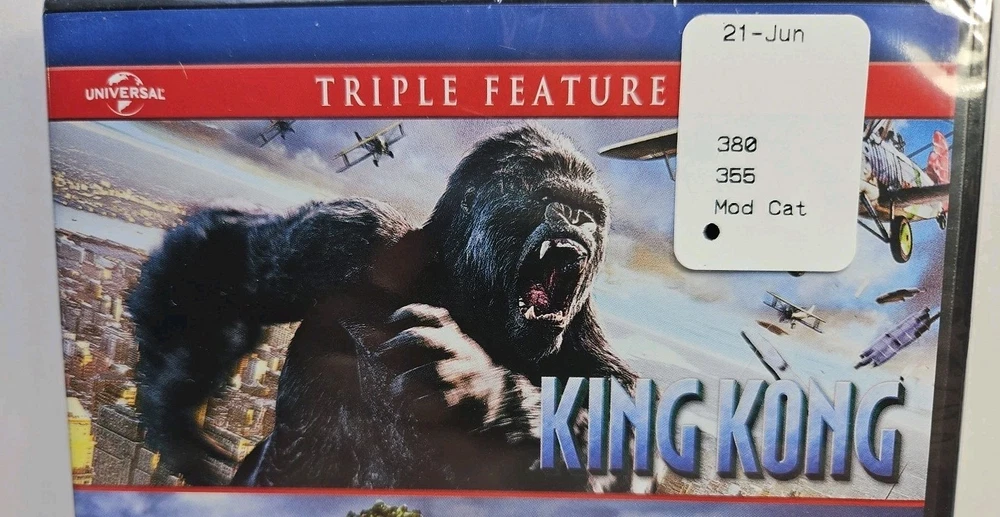 21-Jun
UNIVERSAL
TRIPLE FEATURE
380
355
Mod Cat
KING KONG